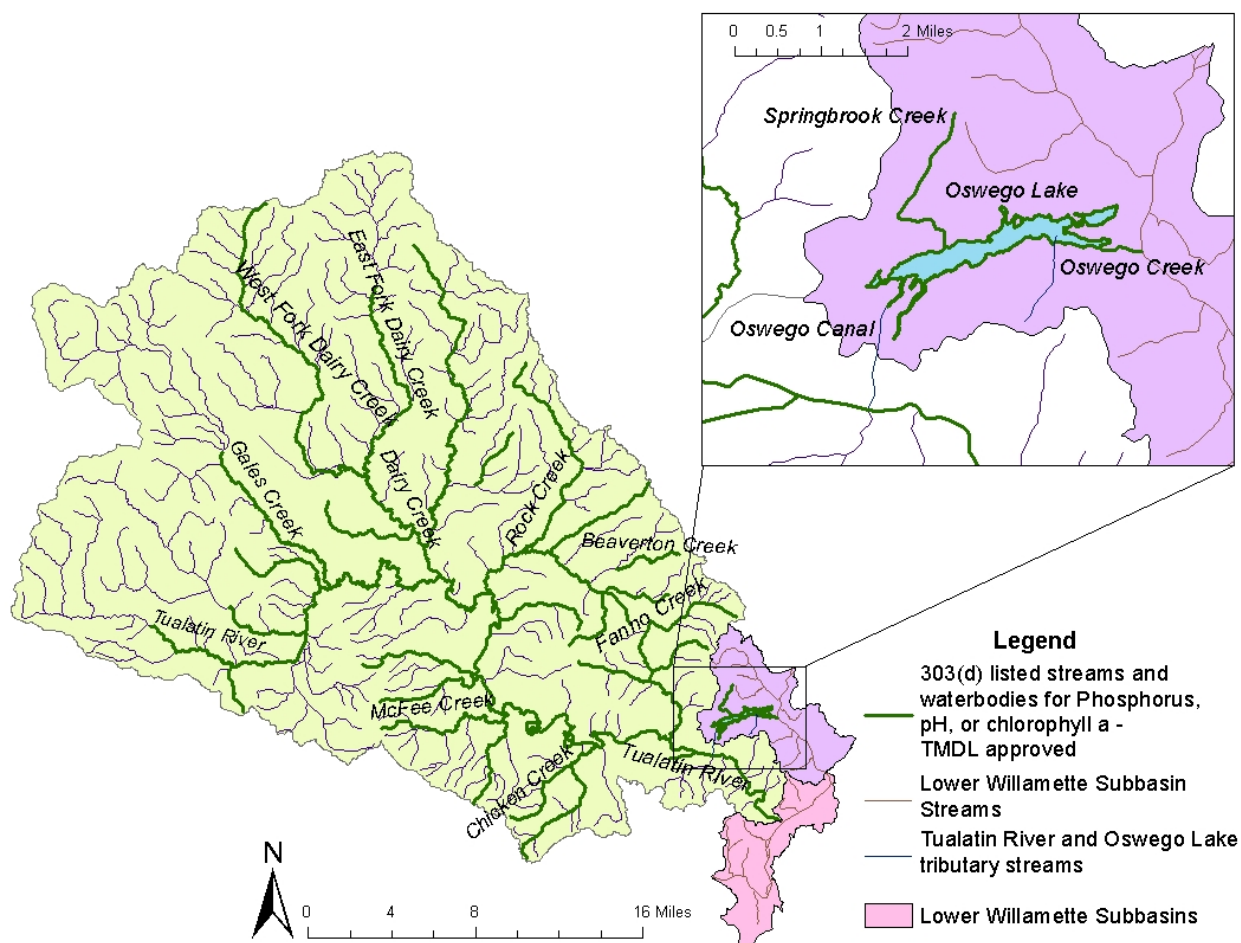 0 0.5 1 2 Miles
Springbrook Creek
Oswego Lake
Oswego Creek
Oswego Canal
West Fork Dairy Creek
East Fork Dairy Creek
Dairy Creek
Gales Creek
Rock Creek
Beaverton Creek
Fanno Creek
Tualatin River
McFee Creek
Chicken Creek
Tualatin River
Legend
303(d) listed streams and
waterbodies for Phosphorus,
pH, or chlorophyll a -
TMDL approved
Lower Willamette Subbasin
Streams
Tualatin River and Oswego Lake
tributary streams
Lower Willamette Subbasins
N
0 4 8 16 Miles